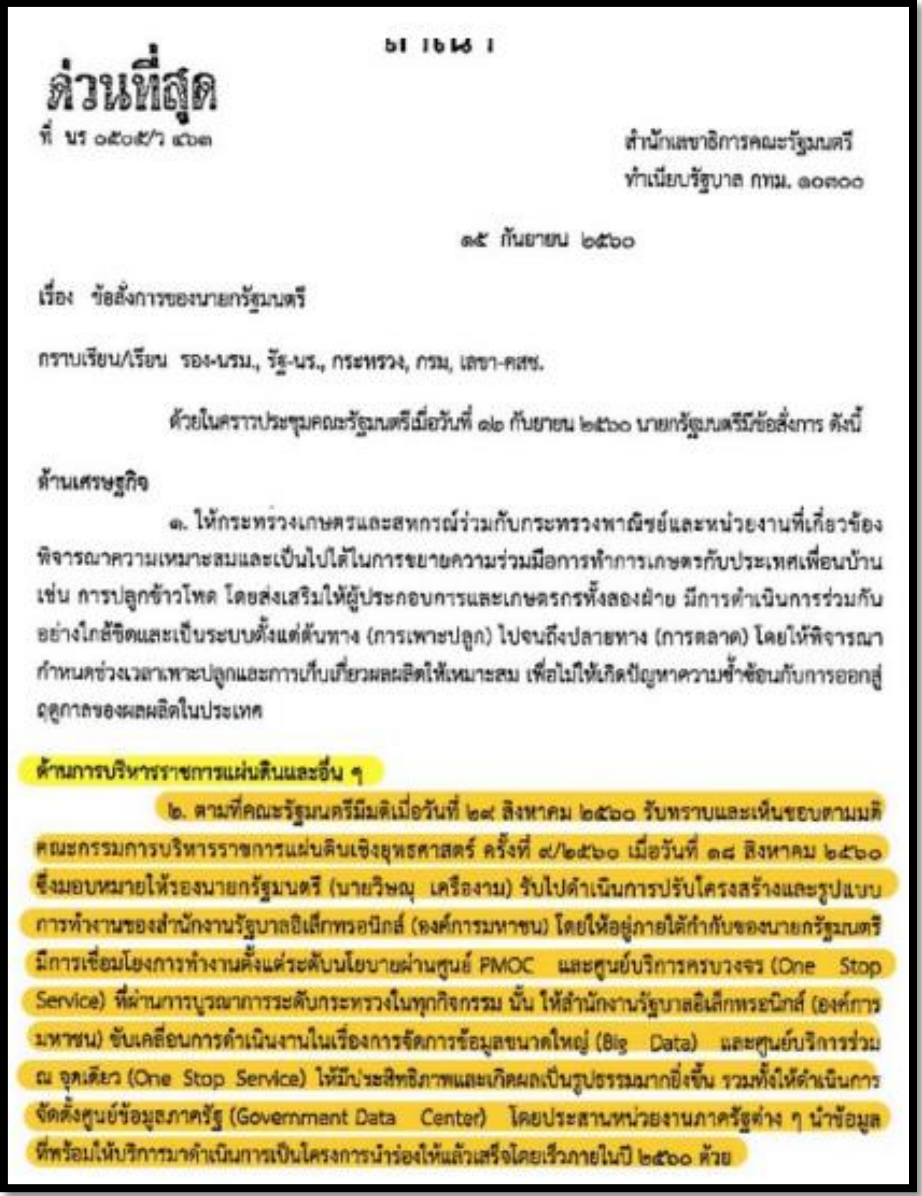 ด่วนที่สุด
ที่ นร ๐๕๐๕/ว ๔๖๓
สำนักเลขาธิการคณะรัฐมนตรี
ทำเนียบรัฐบาล กทม. ๑๐๓๐๐
๑๕ กันยายน ๒๕๖๐
เรื่อง ข้อสั่งการของนายกรัฐมนตรี
กราบเรียน/เรียน รอง-นรม., รัฐ-นร., กระทรวง, กรม, เลขา-คสช.
ด้วยในคราวประชุมคณะรัฐมนตรีเมื่อวันที่ ๑๒ กันยายน ๒๕๖๐ นายกรัฐมนตรีมีข้อสั่งการ ดังนี้
ด้านเศรษฐกิจ
๑. ให้กระทรวงเกษตรและสหกรณ์ร่วมกับกระทรวงพาณิชย์และหน่วยงานที่เกี่ยวข้อง
พิจารณาความเหมาะสมและเป็นไปได้ในการขยายความร่วมมือการทำการเกษตรกับประเทศเพื่อนบ้าน
เช่น การปลูกข้าวโพด โดยส่งเสริมให้ผู้ประกอบการและเกษตรกรทั้งสองฝ่าย มีการดำเนินการร่วมกัน
อย่างใกล้ชิดและเป็นระบบตั้งแต่ต้นทาง (การเพาะปลูก) ไปจนถึงปลายทาง (การตลาด) โดยให้พิจารณา
กำหนดช่วงเวลาเพาะปลูกและการเก็บเกี่ยวผลผลิตให้เหมาะสม เพื่อไม่ให้เกิดปัญหาความซ้ำซ้อนกับการออกสู่
ฤดูกาลของผลผลิตในประเทศ
ด้านการบริหารราชการแผ่นดินและอื่น ๆ
๒. ตามที่คณะรัฐมนตรีมีมติเมื่อวันที่ ๒๙ สิงหาคม ๒๕๖๐ รับทราบและเห็นชอบตามมติ
คณะกรรมการบริหารราชการแผ่นดินเชิงยุทธศาสตร์ ครั้งที่ ๙/๒๕๖๐ เมื่อวันที่ ๑๘ สิงหาคม ๒๕๖๐
ซึ่งมอบหมายให้รองนายกรัฐมนตรี (นายวิษณุ เครืองาม) รับไปดำเนินการปรับโครงสร้างและรูปแบบ
การทำงานของสำนักงานรัฐบาลอิเล็กทรอนิกส์ (องค์การมหาชน) โดยให้อยู่ภายใต้กำกับของนายกรัฐมนตรี
มีการเชื่อมโยงการทำงานตั้งแต่ระดับนโยบายผ่านศูนย์ PMOC และศูนย์บริการครบวงจร (One Stop
Service) ที่ผ่านการบูรณาการระดับกระทรวงในทุกกิจกรรม นั้น ให้สำนักงานรัฐบาลอิเล็กทรอนิกส์ (องค์การ
มหาชน) ขับเคลื่อนการดำเนินงานในเรื่องการจัดการข้อมูลขนาดใหญ่ (Big Data) และศูนย์บริการร่วม
ณ จุดเดียว (One Stop Service) ให้มีประสิทธิภาพและเกิดผลเป็นรูปธรรมมากยิ่งขึ้น รวมทั้งให้ดำเนินการ
จัดตั้งศูนย์ข้อมูลภาครัฐ (Government Data Center) โดยประสานหน่วยงานภาครัฐต่าง ๆ นำข้อมูล
ที่พร้อมให้บริการมาดำเนินการเป็นโครงการนำร่องให้แล้วเสร็จโดยเร็วภายในปี ๒๕๖๐ ด้วย